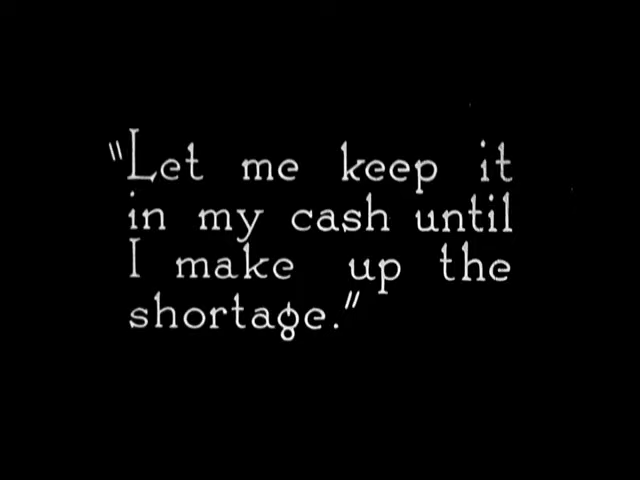 "Let me keep it
in my cash until
I make up the
shortage."